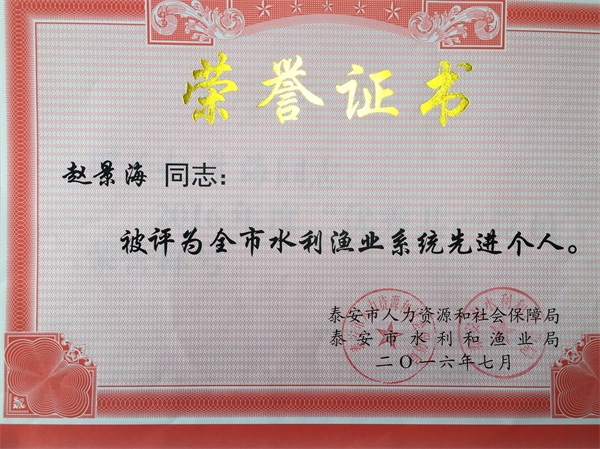 荣誉证书
赵景海 同志：
被评为全市水利渔业系统先进个人。
泰安市人力资源和社会保障局
泰安市水利和渔业局
二〇一六年七月